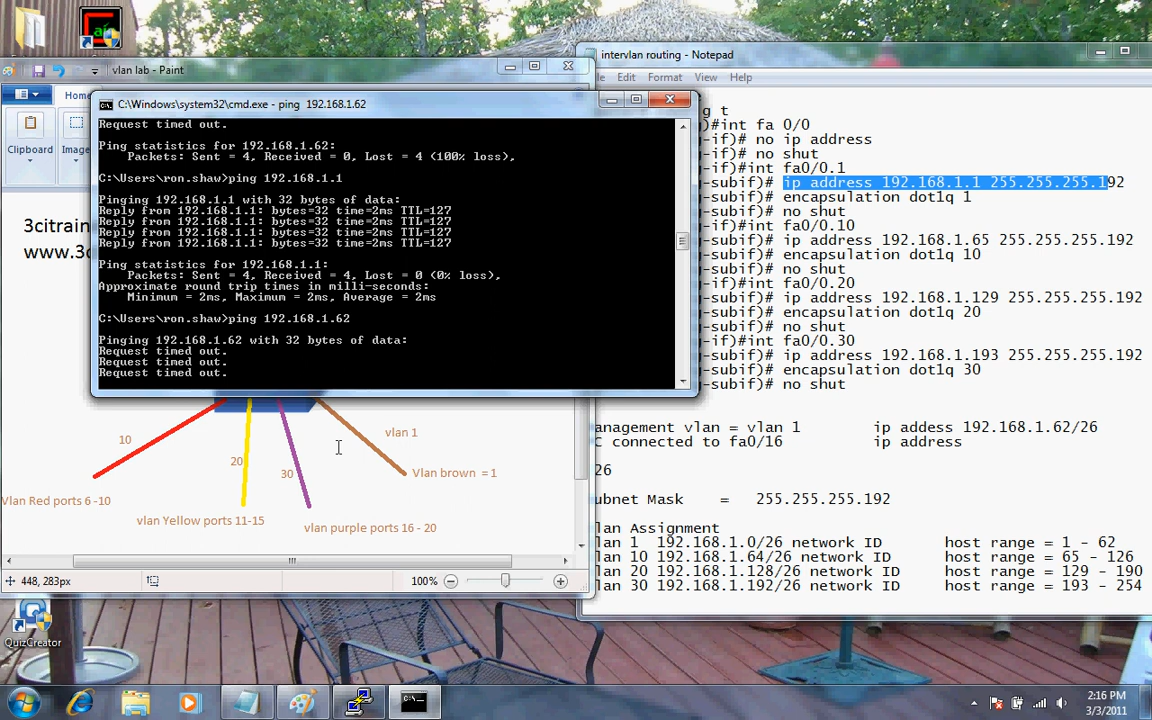 vlan lab - Paint
Home
Clipboard
Image
3citrain
www.3c
C:\Windows\system32\cmd.exe - ping 192.168.1.62
Request timed out.
Ping statistics for 192.168.1.62:
Packets: Sent = 4, Received = 0, Lost = 4 (100% loss),
C:\Users\ron.shaw>ping 192.168.1.1
Pinging 192.168.1.1 with 32 bytes of data:
Reply from 192.168.1.1: bytes=32 time=2ms TTL=127
Reply from 192.168.1.1: bytes=32 time=2ms TTL=127
Reply from 192.168.1.1: bytes=32 time=2ms TTL=127
Reply from 192.168.1.1: bytes=32 time=2ms TTL=127
Ping statistics for 192.168.1.1:
Packets: Sent = 4, Received = 4, Lost = 0 (0% loss),
Approximate round trip times in milli-seconds:
Minimum = 2ms, Maximum = 2ms, Average = 2ms
C:\Users\ron.shaw>ping 192.168.1.62
Pinging 192.168.1.62 with 32 bytes of data:
Request timed out.
Request timed out.
Request timed out.
10
20
30
vlan 1
Vlan brown = 1
Vlan Red ports 6 -10
vlan Yellow ports 11-15
vlan purple ports 16 - 20
448, 283px
100%
intervlan routing - Notepad
Edit Format View Help
g t
)#int fa 0/0
g-if)# no ip address
g-if)# no shut
g-if)#int fa0/0.1
g-subif)# ip address 192.168.1.1 255.255.255.192
g-subif)# encapsulation dot1q 1
g-subif)# no shut
g-if)#int fa0/0.10
g-subif)# ip address 192.168.1.65 255.255.255.192
g-subif)# encapsulation dot1q 10
g-subif)# no shut
g-if)#int fa0/0.20
g-subif)# ip address 192.168.1.129 255.255.255.192
g-subif)# encapsulation dot1q 20
g-subif)# no shut
g-if)#int fa0/0.30
g-subif)# ip address 192.168.1.193 255.255.255.192
g-subif)# encapsulation dot1q 30
g-subif)# no shut
anagement vlan = vlan 1 ip addess 192.168.1.62/26
C connected to fa0/16 ip address
26
ubnet Mask = 255.255.255.192
lan Assignment
lan 1 192.168.1.0/26 network ID host range = 1 - 62
lan 10 192.168.1.64/26 network ID host range = 65 - 126
lan 20 192.168.1.128/26 network ID host range = 129 - 190
lan 30 192.168.1.192/26 network ID host range = 193 - 254
QuizCreator
2:16 PM
3/3/2011